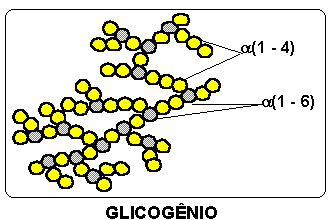 α(1 - 4)
α(1 - 6)
GLICOGÊNIO